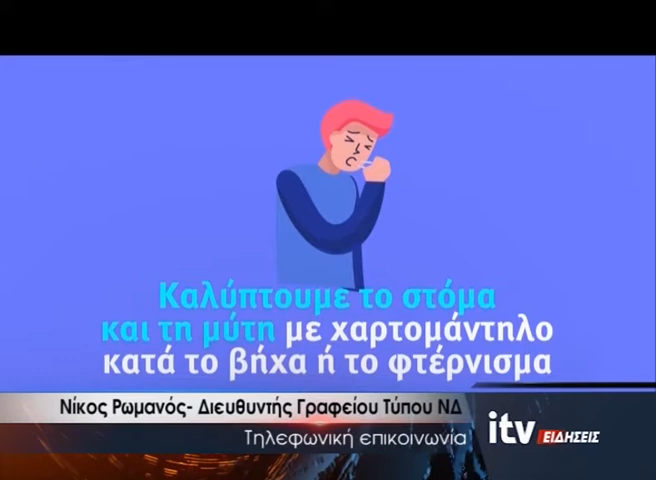 Καλύπτουμε το στόμα
και τη μύτη με χαρτομάντηλο
κατά το βήχα ή το φτέρνισμα
Νίκος Ρωμανός- Διευθυντής Γραφείου Τύπου ΝΔ
Τηλεφωνική επικοινωνία
itv ΕΙΔΗΣΕΙΣ